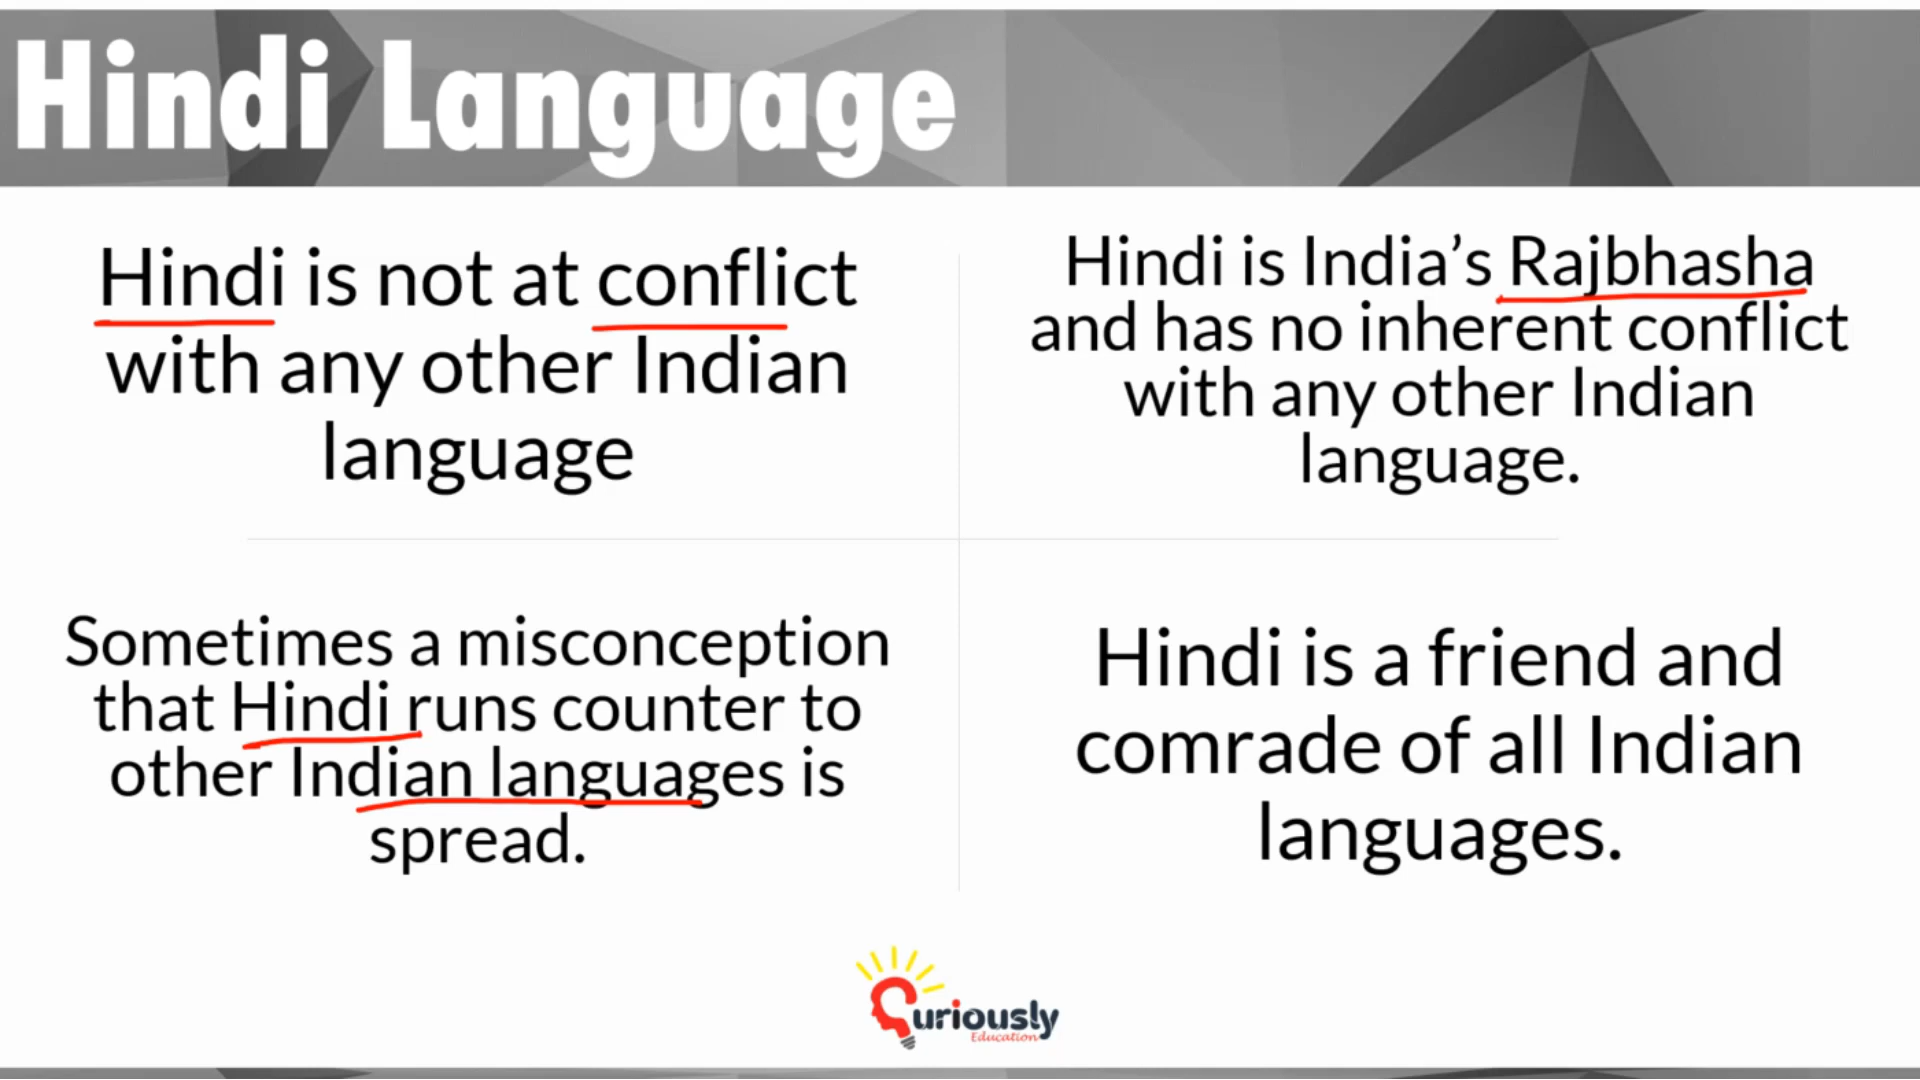 Hindi Language
Hindi is not at conflict
with any other Indian
language
Hindi is India’s Rajbhasha
and has no inherent conflict
with any other Indian
language.
Sometimes a misconception
that Hindi runs counter to
other Indian languages is
spread.
Hindi is a friend and
comrade of all Indian
languages.
Curiously
Education